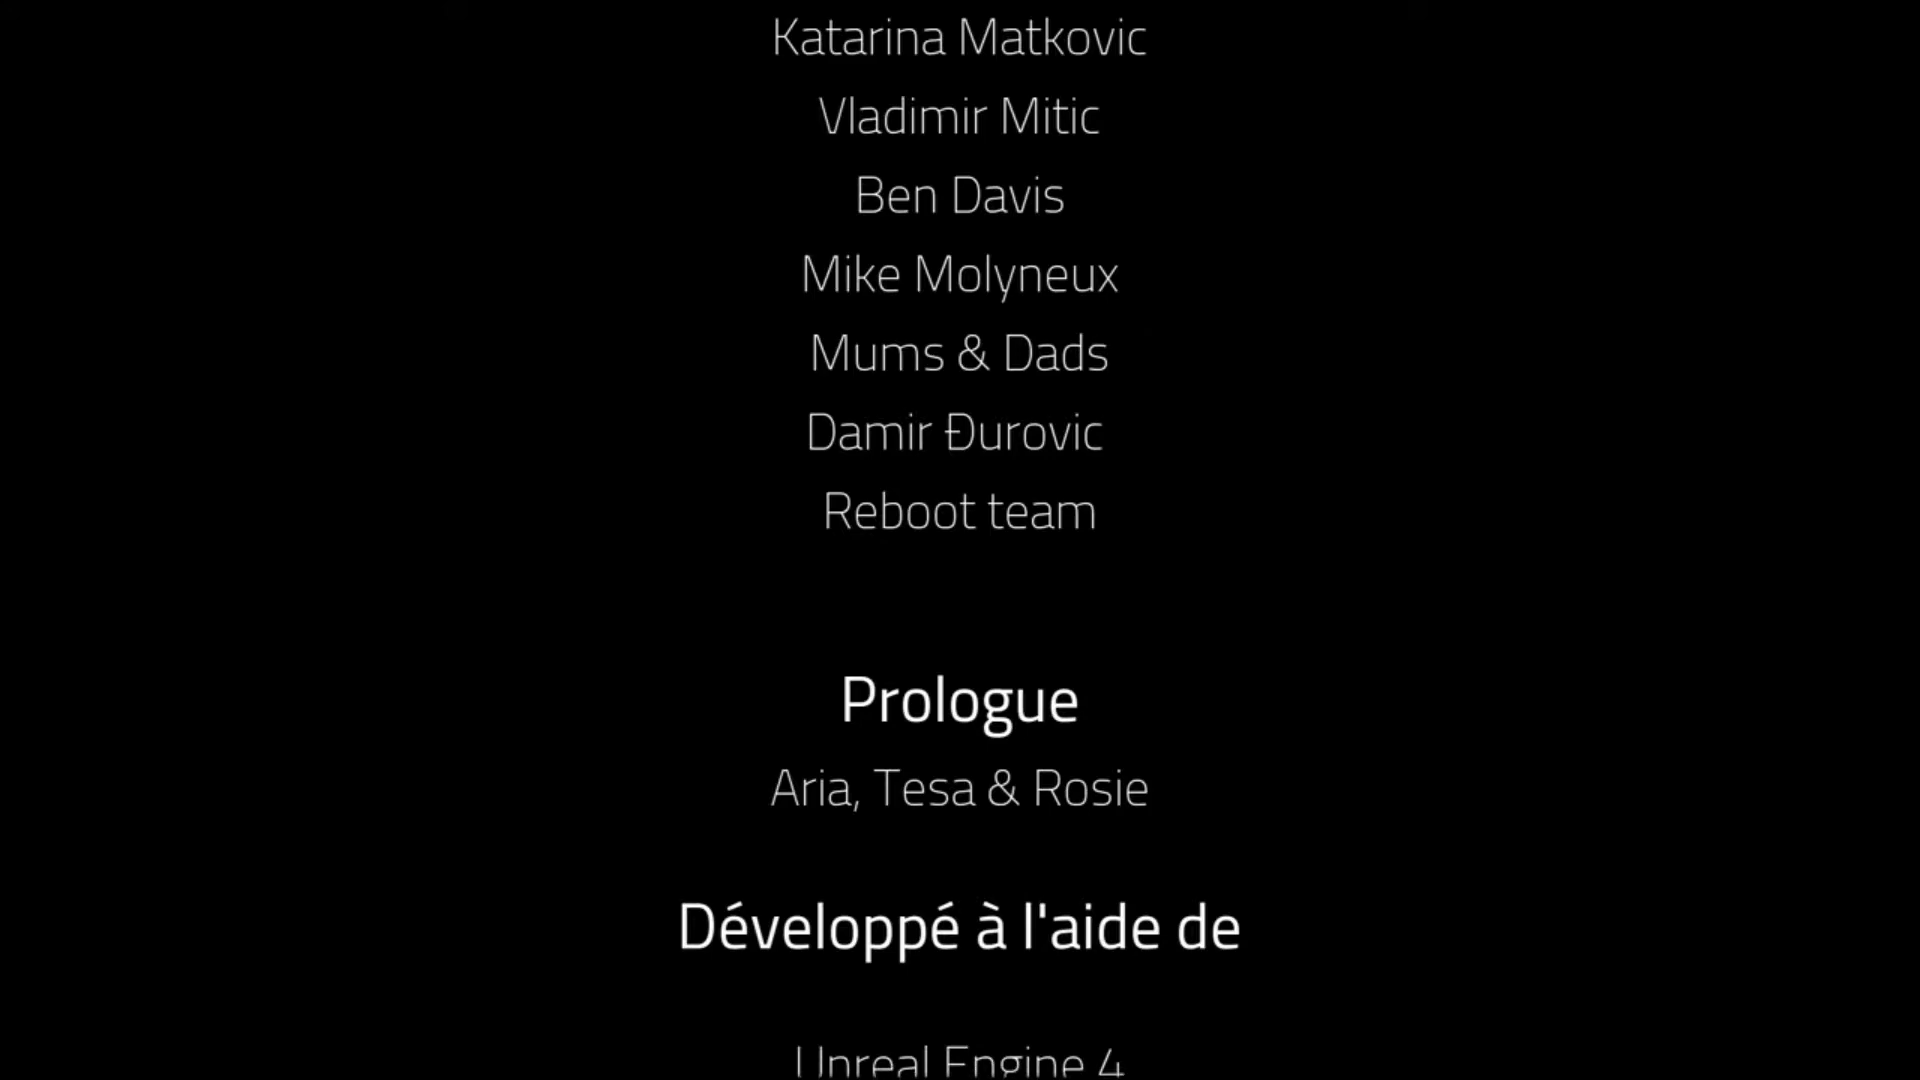 Katarina Matkovic
Vladimir Mitic
Ben Davis
Mike Molyneux
Mums & Dads
Damir Đurovic
Reboot team
Prologue
Aria, Tesa & Rosie
Développé à l'aide de
Unreal Engine 4